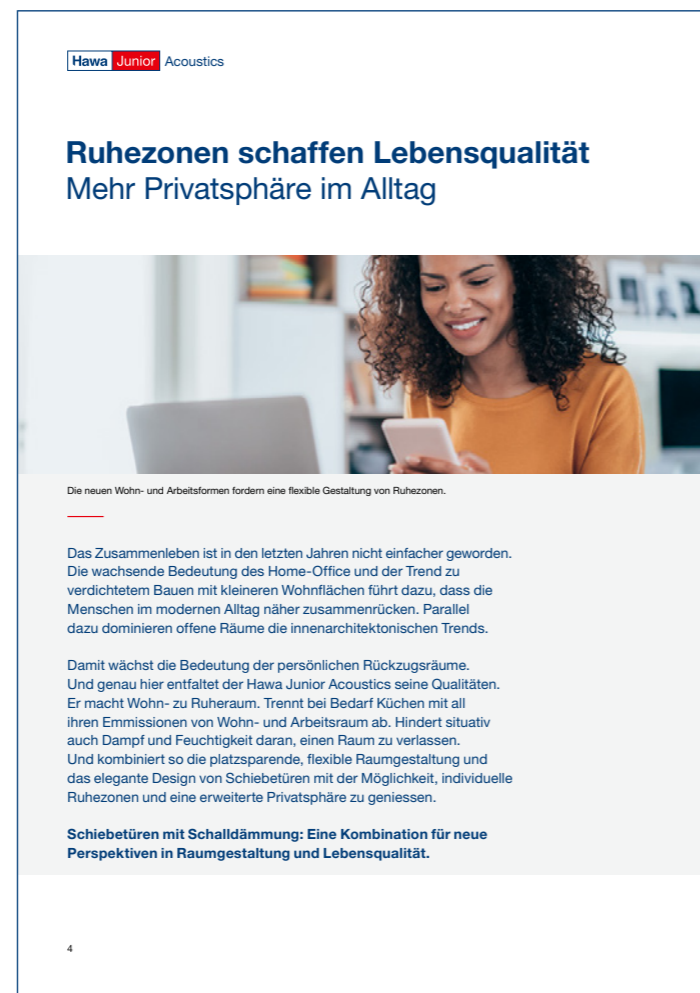 Hawa Junior Acoustics
Ruhezonen schaffen Lebensqualität
Mehr Privatsphäre im Alltag
Die neuen Wohn- und Arbeitsformen fordern eine flexible Gestaltung von Ruhezonen.
Das Zusammenleben ist in den letzten Jahren nicht einfacher geworden.
Die wachsende Bedeutung des Home-Office und der Trend zu
verdichtetem Bauen mit kleineren Wohnflächen führt dazu, dass die
Menschen im modernen Alltag näher zusammenrücken. Parallel
dazu dominieren offene Räume die innenarchitektonischen Trends.
Damit wächst die Bedeutung der persönlichen Rückzugsräume.
Und genau hier entfaltet der Hawa Junior Acoustics seine Qualitäten.
Er macht Wohn- zu Ruheraum. Trennt bei Bedarf Küchen mit all
ihren Emmissionen von Wohn- und Arbeitsraum ab. Hindert situativ
auch Dampf und Feuchtigkeit daran, einen Raum zu verlassen.
Und kombiniert so die platzsparende, flexible Raumgestaltung und
das elegante Design von Schiebetüren mit der Möglichkeit, individuelle
Ruhezonen und eine erweiterte Privatsphäre zu geniessen.
Schiebetüren mit Schalldämmung: Eine Kombination für neue
Perspektiven in Raumgestaltung und Lebensqualität.
4